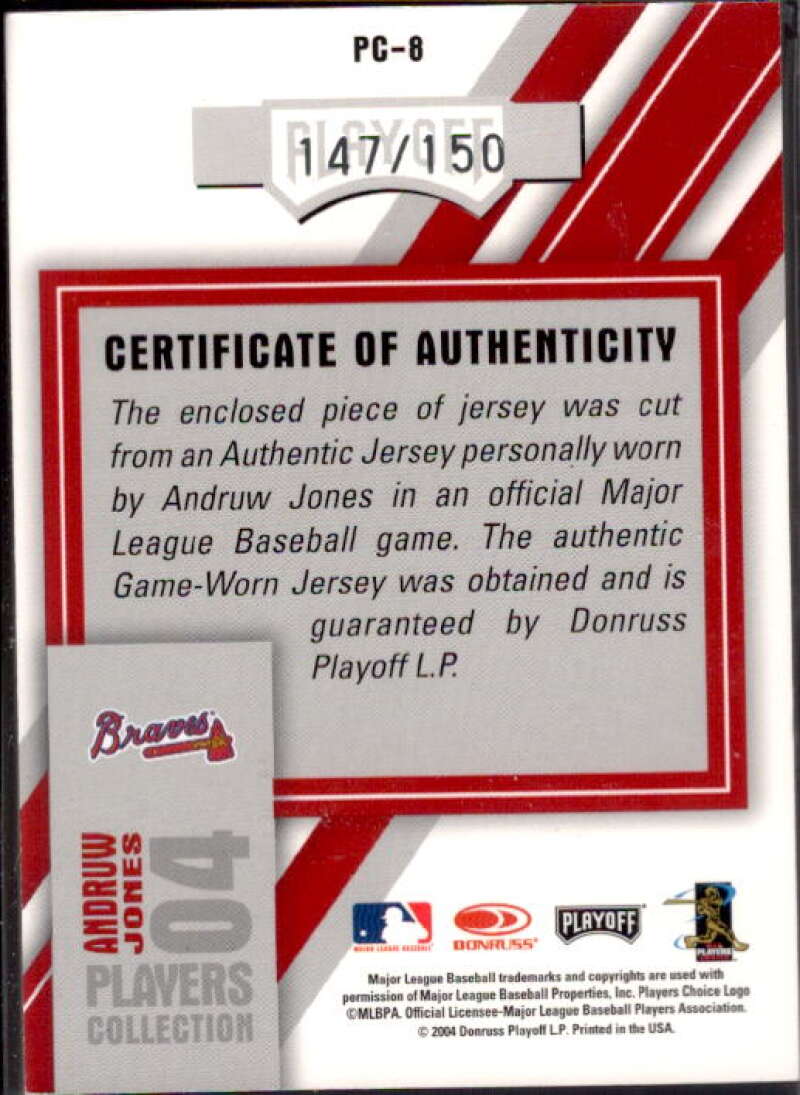 PC-8
PLAYOFF
147/150
CERTIFICATE OF AUTHENTICITY
The enclosed piece of jersey was cut
from an Authentic Jersey personally worn
by Andruw Jones in an official Major
League Baseball game. The authentic
Game-Worn Jersey was obtained and is
guaranteed by Donruss
Playoff L.P.
Braves
ANDRUW
JONES
04
PLAYERS
COLLECTION
MAJOR LEAGUE BASEBALL
DONRUSS
PLAYOFF
PLAYERS
Major League Baseball trademarks and copyrights are used with
permission of Major League Baseball Properties, Inc. Players Choice Logo
©MLBPA. Official Licensee-Major League Baseball Players Association.
© 2004 Donruss Playoff L.P. Printed in the USA.